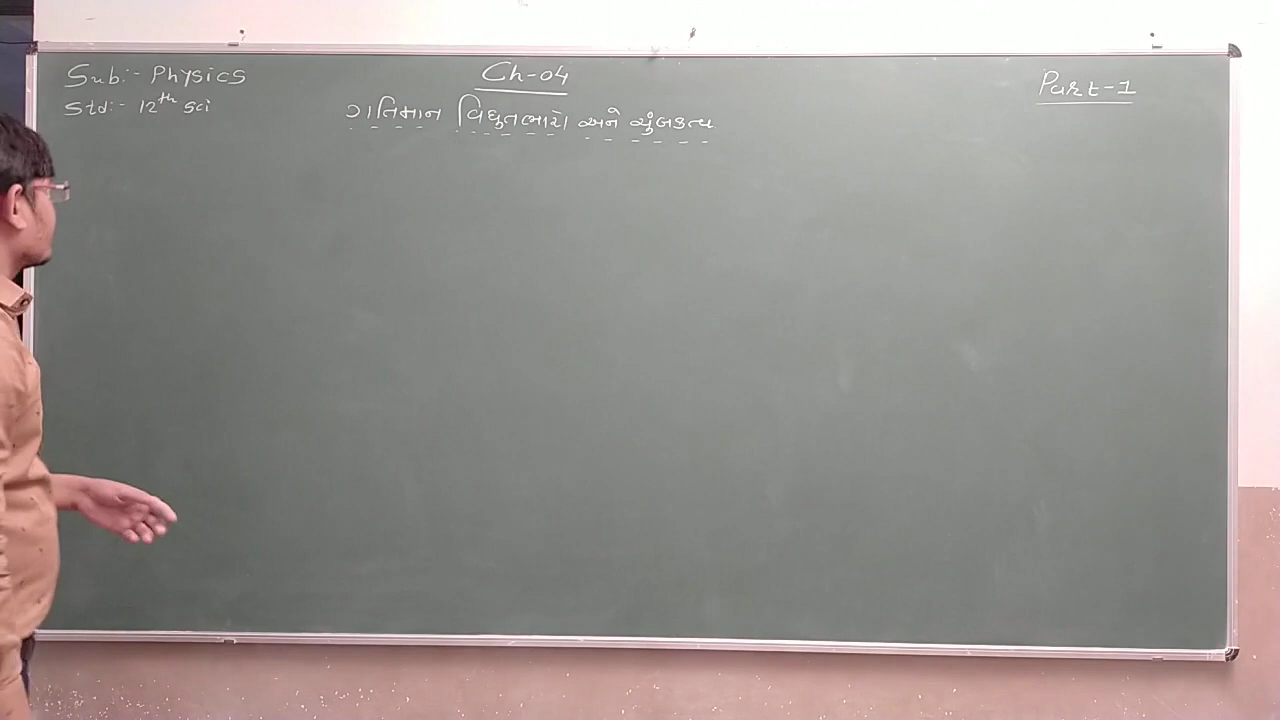 Sub:- Physics
Ch-04
Part-1
Std:- 12th sci
ગતિમાન વિદ્યુતભારો અને ચુંબકત્વ